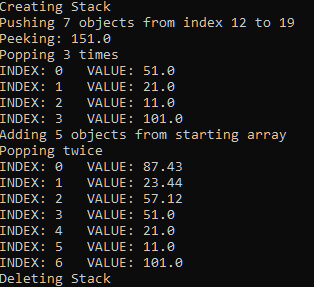 Creating Stack
Pushing 7 objects from index 12 to 19
Peeking: 151.0
Popping 3 times
INDEX: 0   VALUE: 51.0
INDEX: 1   VALUE: 21.0
INDEX: 2   VALUE: 11.0
INDEX: 3   VALUE: 101.0
Adding 5 objects from starting array
Popping twice
INDEX: 0   VALUE: 87.43
INDEX: 1   VALUE: 23.44
INDEX: 2   VALUE: 57.12
INDEX: 3   VALUE: 51.0
INDEX: 4   VALUE: 21.0
INDEX: 5   VALUE: 11.0
INDEX: 6   VALUE: 101.0
Deleting Stack